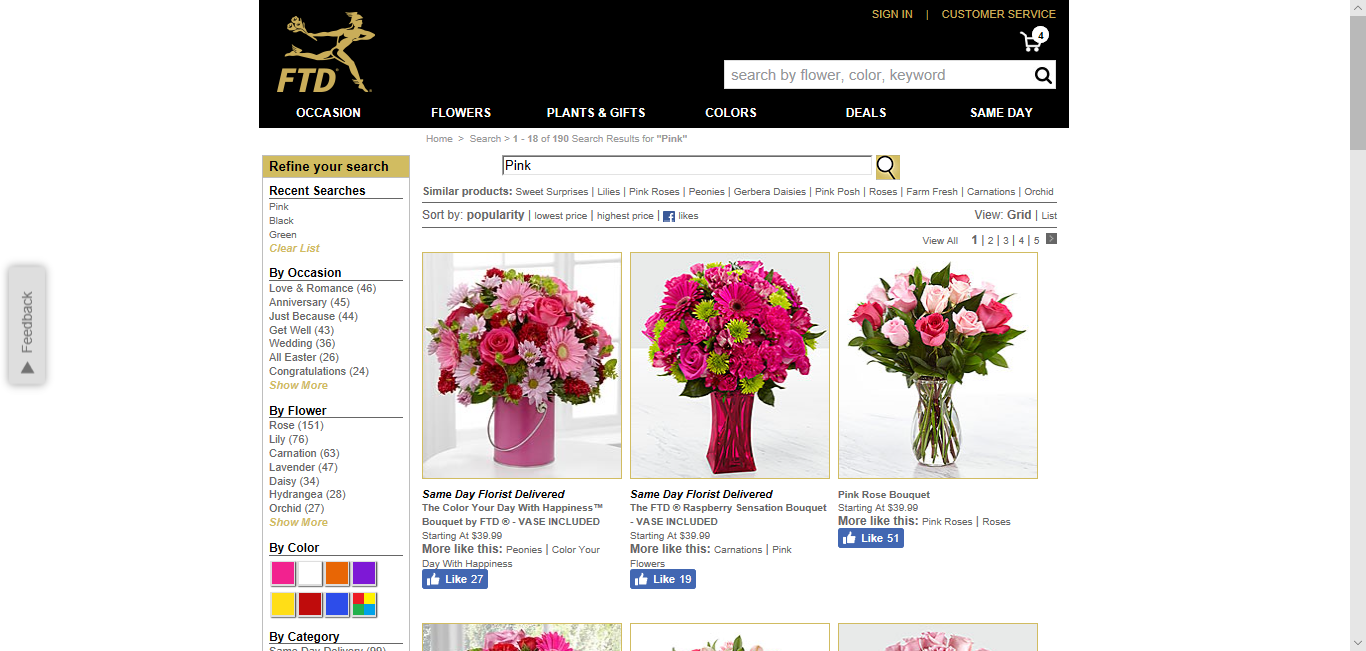 SIGN IN | CUSTOMER SERVICE
4
FTD
search by flower, color, keyword
OCCASION FLOWERS PLANTS & GIFTS COLORS DEALS SAME DAY
Home > Search > 1 - 18 of 190 Search Results for "Pink"
Refine your search
Recent Searches
Pink
Black
Green
Clear List
By Occasion
Love & Romance (46)
Anniversary (45)
Just Because (44)
Get Well (43)
Wedding (36)
All Easter (26)
Congratulations (24)
Show More
By Flower
Rose (151)
Lily (76)
Carnation (63)
Lavender (47)
Daisy (34)
Hydrangea (28)
Orchid (27)
Show More
By Color
By Category
Same Day Delivery (99)
Pink
Similar products: Sweet Surprises | Lilies | Pink Roses | Peonies | Gerbera Daisies | Pink Posh | Roses | Farm Fresh | Carnations | Orchid
Sort by: popularity | lowest price | highest price | f likes
View: Grid | List
View All 1 | 2 | 3 | 4 | 5 >
Same Day Florist Delivered
The Color Your Day With Happiness™
Bouquet by FTD ® - VASE INCLUDED
Starting At $39.99
More like this: Peonies | Color Your
Day With Happiness
Like 27
Same Day Florist Delivered
The FTD ® Raspberry Sensation Bouquet
- VASE INCLUDED
Starting At $39.99
More like this: Carnations | Pink
Flowers
Like 19
Pink Rose Bouquet
Starting At $39.99
More like this: Pink Roses | Roses
Like 51
Feedback